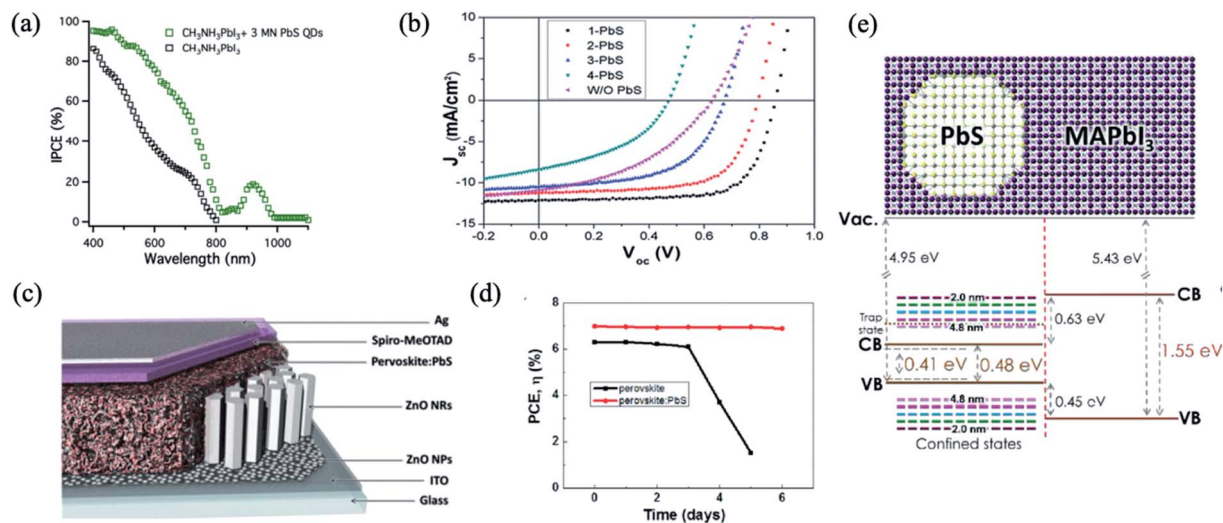 (a)
CH3NH3PbI3+ 3 MN PbS QDs
CH3NH3PbI3
100
80
60
40
20
0
IPCE (%)
400
600
800
1000
Wavelength (nm)
(b)
1-PbS
2-PbS
3-PbS
4-PbS
W/O PbS
10
5
0
-5
-10
-15
Jsc (mA/cm²)
-0.2
0.0
0.2
0.4
0.6
0.8
1.0
Voc (V)
(c)
Ag
Spiro-MeOTAD
Pervoskite:PbS
ZnO NRs
ZnO NPs
ITO
Glass
(d)
8
6
4
2
0
PCE, η (%)
perovskite
perovskite:PbS
0
2
4
6
Time (days)
(e)
PbS
MAPbI3
Vac.
4.95 eV
5.43 eV
2.0 nm
Trap state
4.8 nm
CB
0.63 eV
CB
0.41 eV
0.48 eV
1.55 eV
VB
4.8 nm
0.45 eV
VB
2.0 nm
Confined states